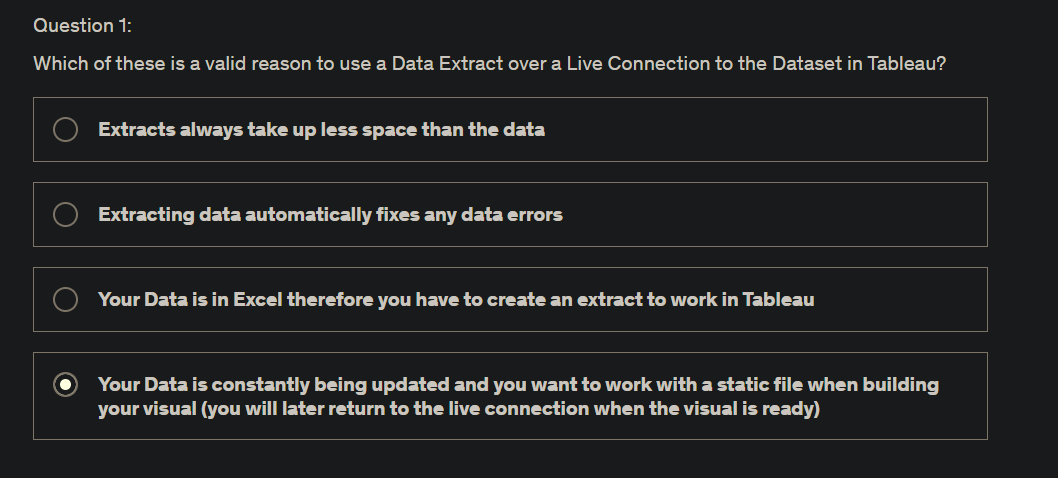 Question 1:
Which of these is a valid reason to use a Data Extract over a Live Connection to the Dataset in Tableau?
Extracts always take up less space than the data
Extracting data automatically fixes any data errors
Your Data is in Excel therefore you have to create an extract to work in Tableau
Your Data is constantly being updated and you want to work with a static file when building
your visual (you will later return to the live connection when the visual is ready)